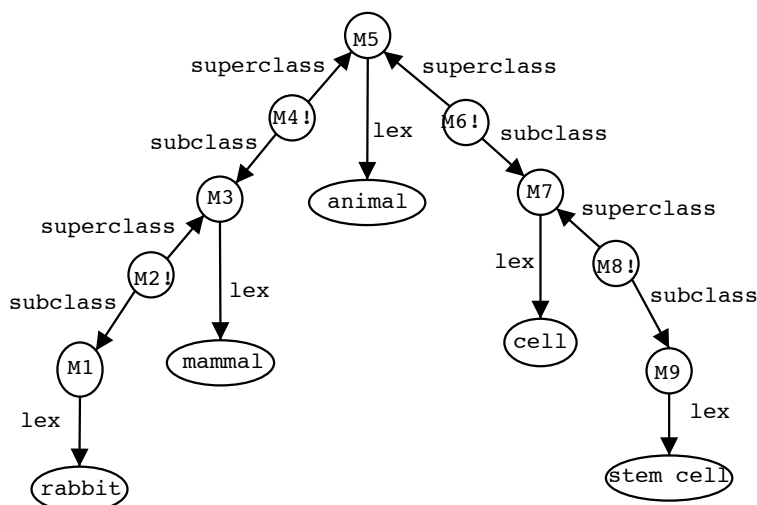 M5
superclass
superclass
M4!
M6!
lex
subclass
subclass
M3
animal
M7
superclass
superclass
M2!
lex
lex
M8!
subclass
subclass
M1
mammal
cell
M9
lex
lex
rabbit
stem cell